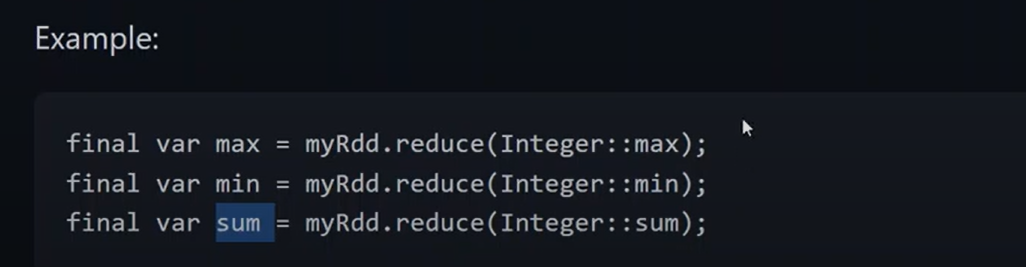 Example:
final var max = myRdd.reduce(Integer::max);
final var min = myRdd.reduce(Integer::min);
final var sum = myRdd.reduce(Integer::sum);